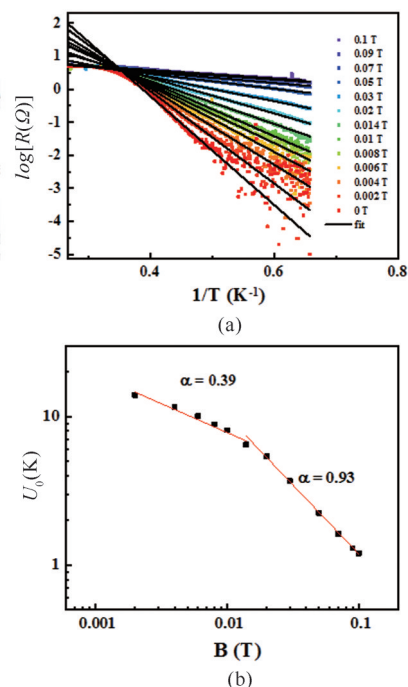 2
1
0
-1
-2
-3
-4
-5
log[R(Ω)]
0.1 T
0.09 T
0.07 T
0.05 T
0.03 T
0.02 T
0.014 T
0.01 T
0.008 T
0.006 T
0.004 T
0.002 T
0 T
fit
0.4 0.6 0.8
1/T (K⁻¹)
(a)
α = 0.39
10
U₀(K)
α = 0.93
1
0.001 0.01 0.1
B (T)
(b)